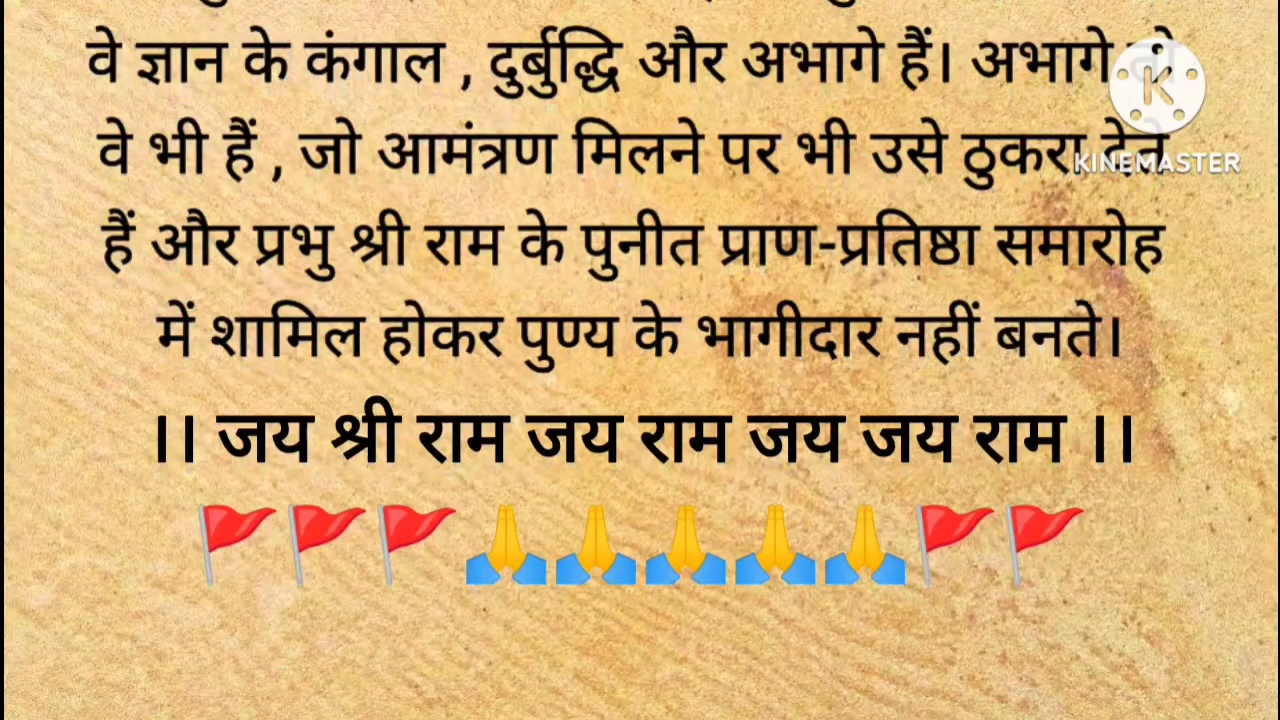 वे ज्ञान के कंगाल , दुर्बुद्धि और अभागे हैं। अभागे
वे भी हैं , जो आमंत्रण मिलने पर भी उसे ठुकरा देते
KINEMASTER
हैं और प्रभु श्री राम के पुनीत प्राण-प्रतिष्ठा समारोह
में शामिल होकर पुण्य के भागीदार नहीं बनते।
।। जय श्री राम जय राम जय जय राम ।।